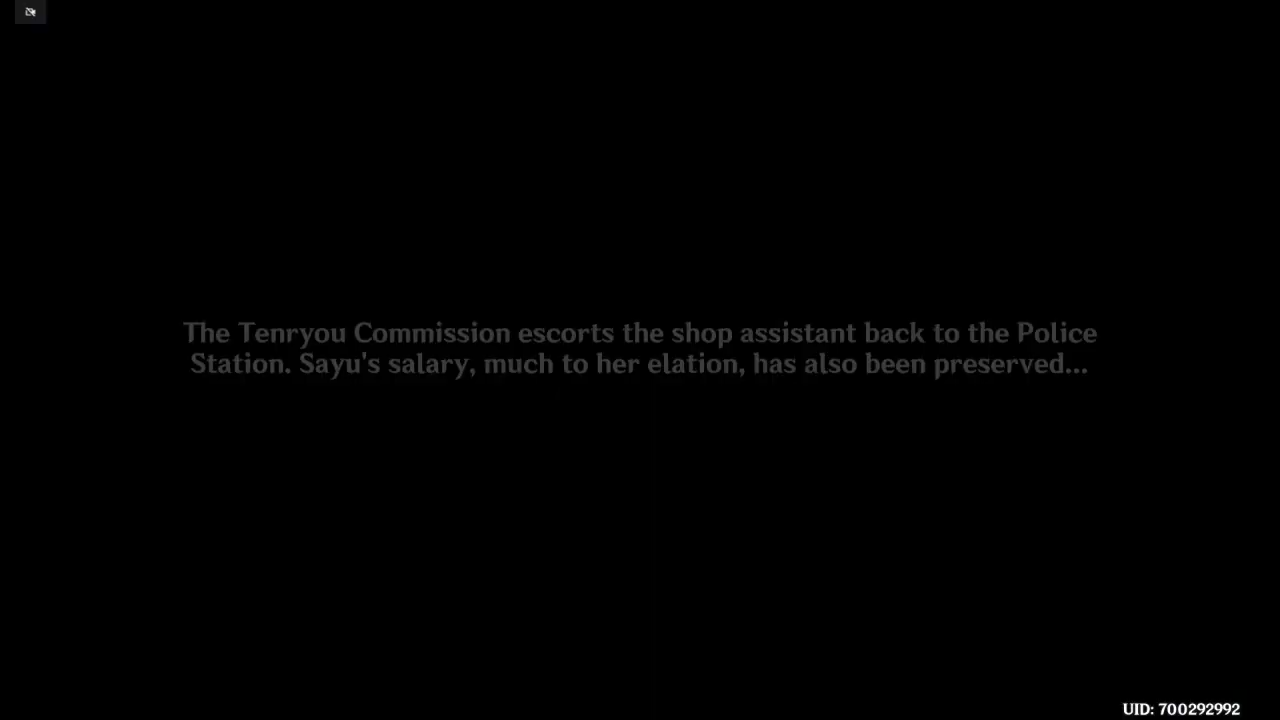 The Tenryou Commission escorts the shop assistant back to the Police
Station. Sayu's salary, much to her elation, has also been preserved...
UID: 700292992